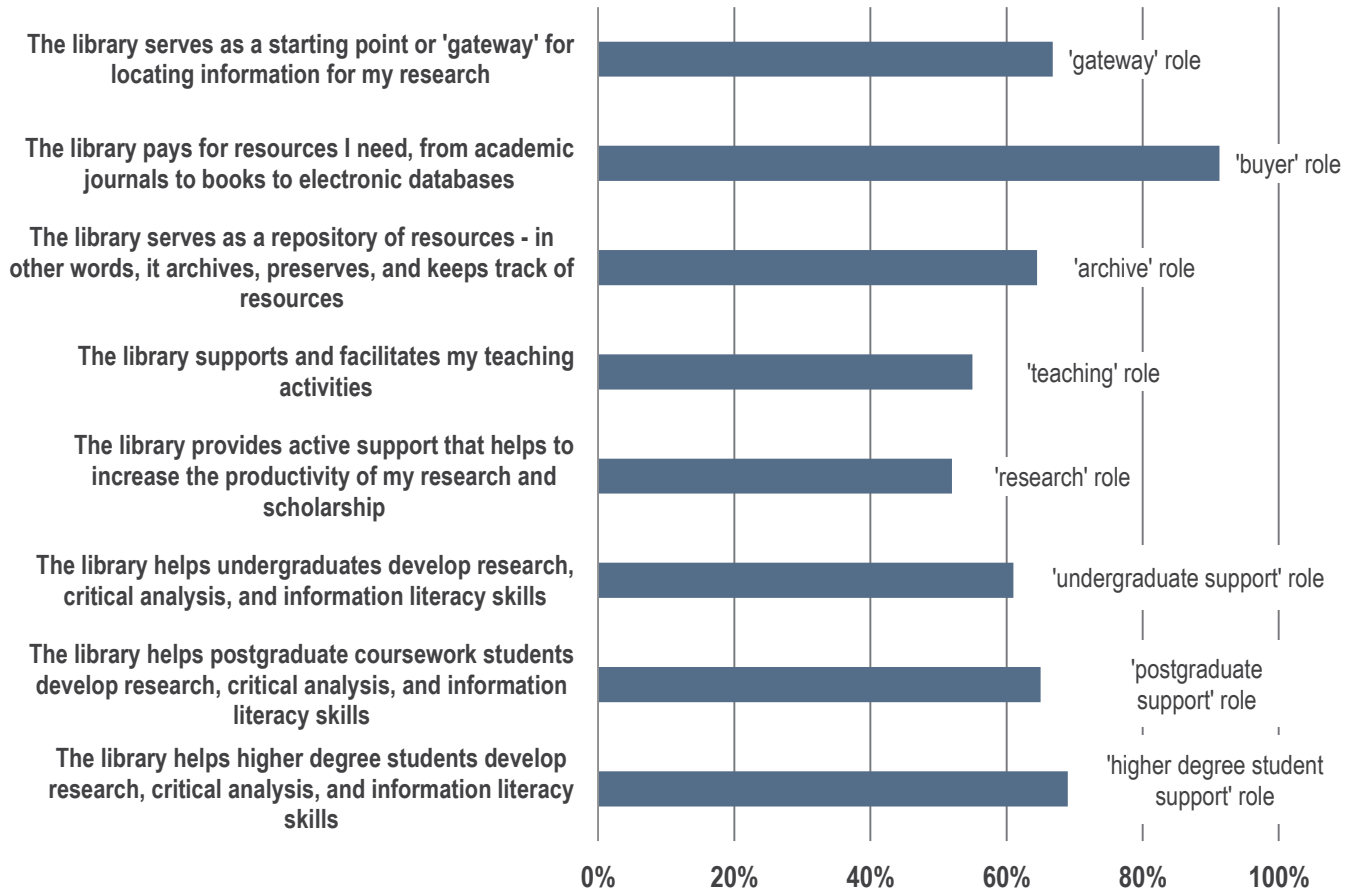 The library serves as a starting point or 'gateway' for
locating information for my research
'gateway' role
The library pays for resources I need, from academic
journals to books to electronic databases
'buyer' role
The library serves as a repository of resources - in
other words, it archives, preserves, and keeps track of
resources
'archive' role
The library supports and facilitates my teaching
activities
'teaching' role
The library provides active support that helps to
increase the productivity of my research and
scholarship
'research' role
The library helps undergraduates develop research,
critical analysis, and information literacy skills
'undergraduate support' role
The library helps postgraduate coursework students
develop research, critical analysis, and information
literacy skills
'postgraduate
support' role
The library helps higher degree students develop
research, critical analysis, and information literacy
skills
'higher degree student
support' role
0% 20% 40% 60% 80% 100%